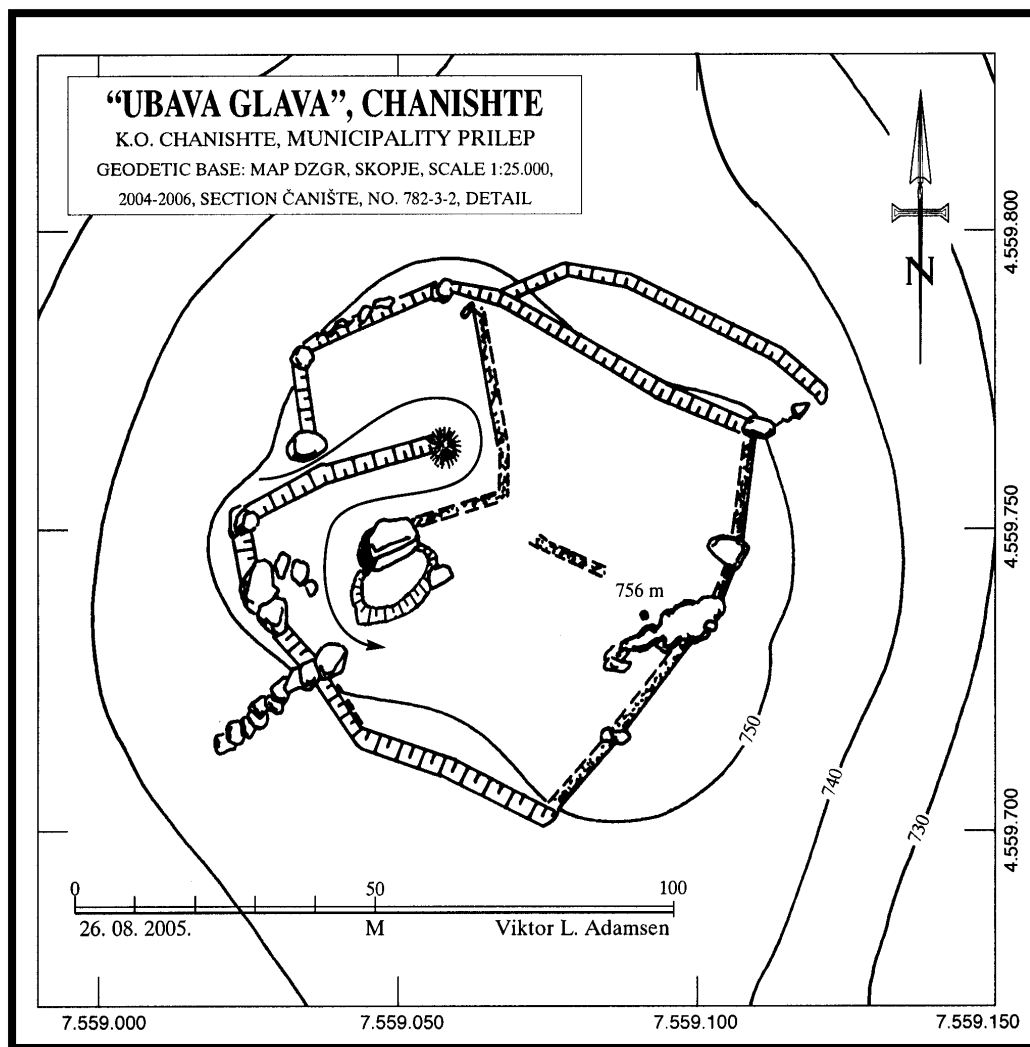 “UBAVA GLAVA”, CHANISHTE
K.O. CHANISHTE, MUNICIPALITY PRILEP
GEODETIC BASE: MAP DZGR, SKOPJE, SCALE 1:25.000,
2004-2006, SECTION ČANIŠTE, NO. 782-3-2, DETAIL
4.559.800
N
4.559.750
756 m
750
740
730
4.559.700
0 50 100
26. 08. 2005. M Viktor L. Adamsen
7.559.000 7.559.050 7.559.100 7.559.150